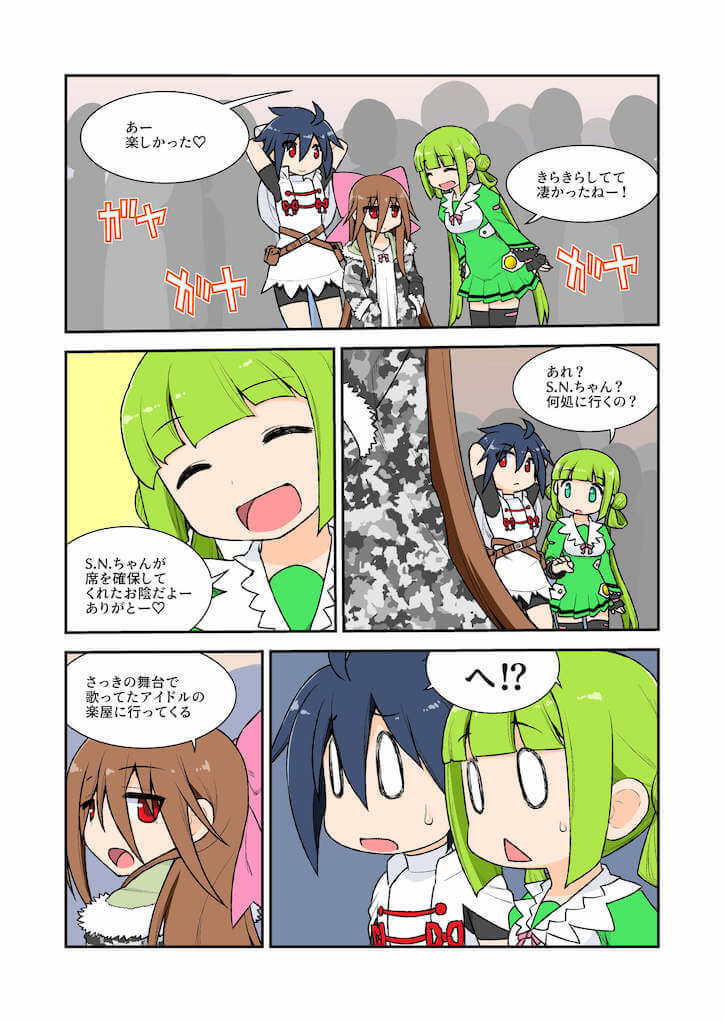 きらきらしてて
凄かったねー！
あー
楽しかった♡
ガヤ
ガヤ
ガヤ
あれ？
S.N.ちゃん？
何処に行くの？
S.N.ちゃんが
席を確保して
くれたお陰だよー
ありがとー♡
へ!?
さっきの舞台で
歌ってたアイドルの
楽屋に行ってくる